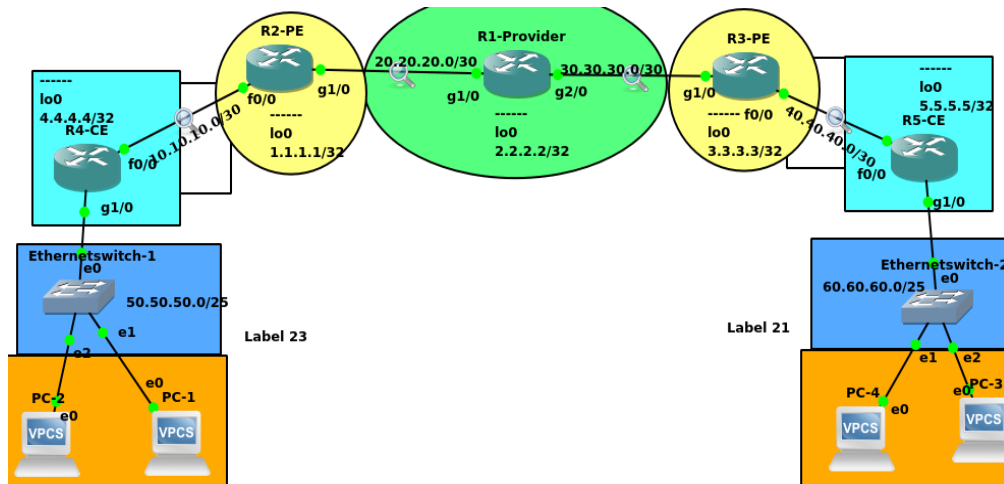 R2-PE
R1-Provider
R3-PE
20.20.20.0/30
30.30.30.0/30
g1/0
g1/0
g2/0
g1/0
f0/0
f0/0
------
lo0
1.1.1.1/32
------
lo0
2.2.2.2/32
------
lo0
3.3.3.3/32
------
lo0
4.4.4.4/32
R4-CE
f0/0
10.10.10.0/30
g1/0
40.40.40.0/30
------
lo0
5.5.5.5/32
R5-CE
f0/0
g1/0
Ethernetswitch-1
e0
50.50.50.0/25
e1
e2
Label 23
Ethernetswitch-2
e0
60.60.60.0/25
e1
e2
Label 21
PC-2
e0
VPCS
PC-1
e0
VPCS
PC-4
e0
VPCS
PC-3
e0
VPCS